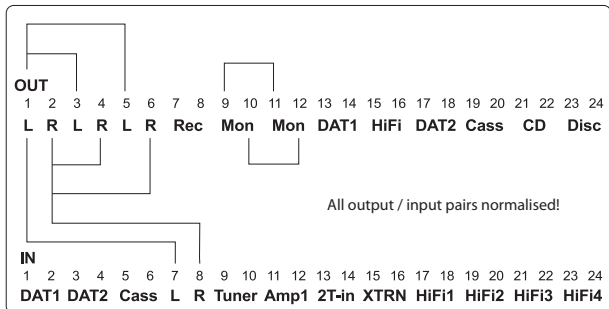 OUT
1 2 3 4 5 6 7 8 9 10 11 12 13 14 15 16 17 18 19 20 21 22 23 24
L R L R L R Rec Mon Mon DAT1 HiFi DAT2 Cass CD Disc
All output / input pairs normalised!
IN
1 2 3 4 5 6 7 8 9 10 11 12 13 14 15 16 17 18 19 20 21 22 23 24
DAT1 DAT2 Cass L R Tuner Amp1 2T-in XTRN HiFi1 HiFi2 HiFi3 HiFi4